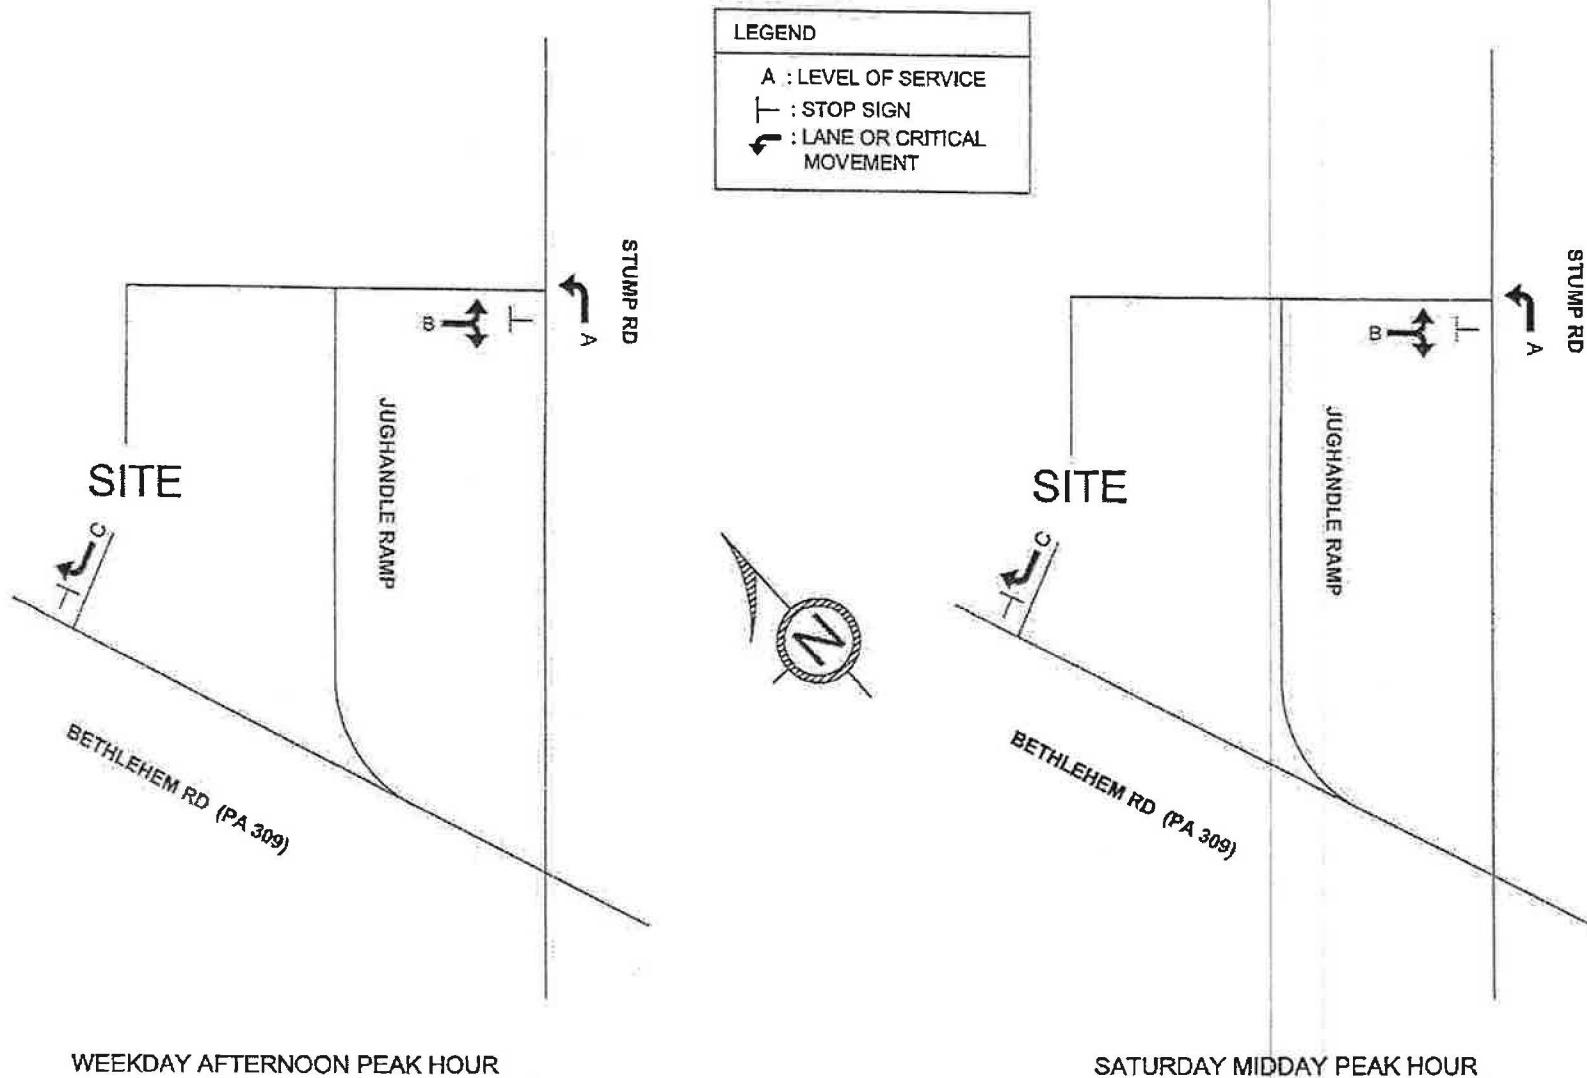 LEGEND
A : LEVEL OF SERVICE
: STOP SIGN
: LANE OR CRITICAL
MOVEMENT
STUMP RD
A
B
JUGHANDLE RAMP
SITE
C
BETHLEHEM RD (PA 309)
WEEKDAY AFTERNOON PEAK HOUR
N
STUMP RD
A
B
JUGHANDLE RAMP
SITE
C
BETHLEHEM RD (PA 309)
SATURDAY MIDDAY PEAK HOUR